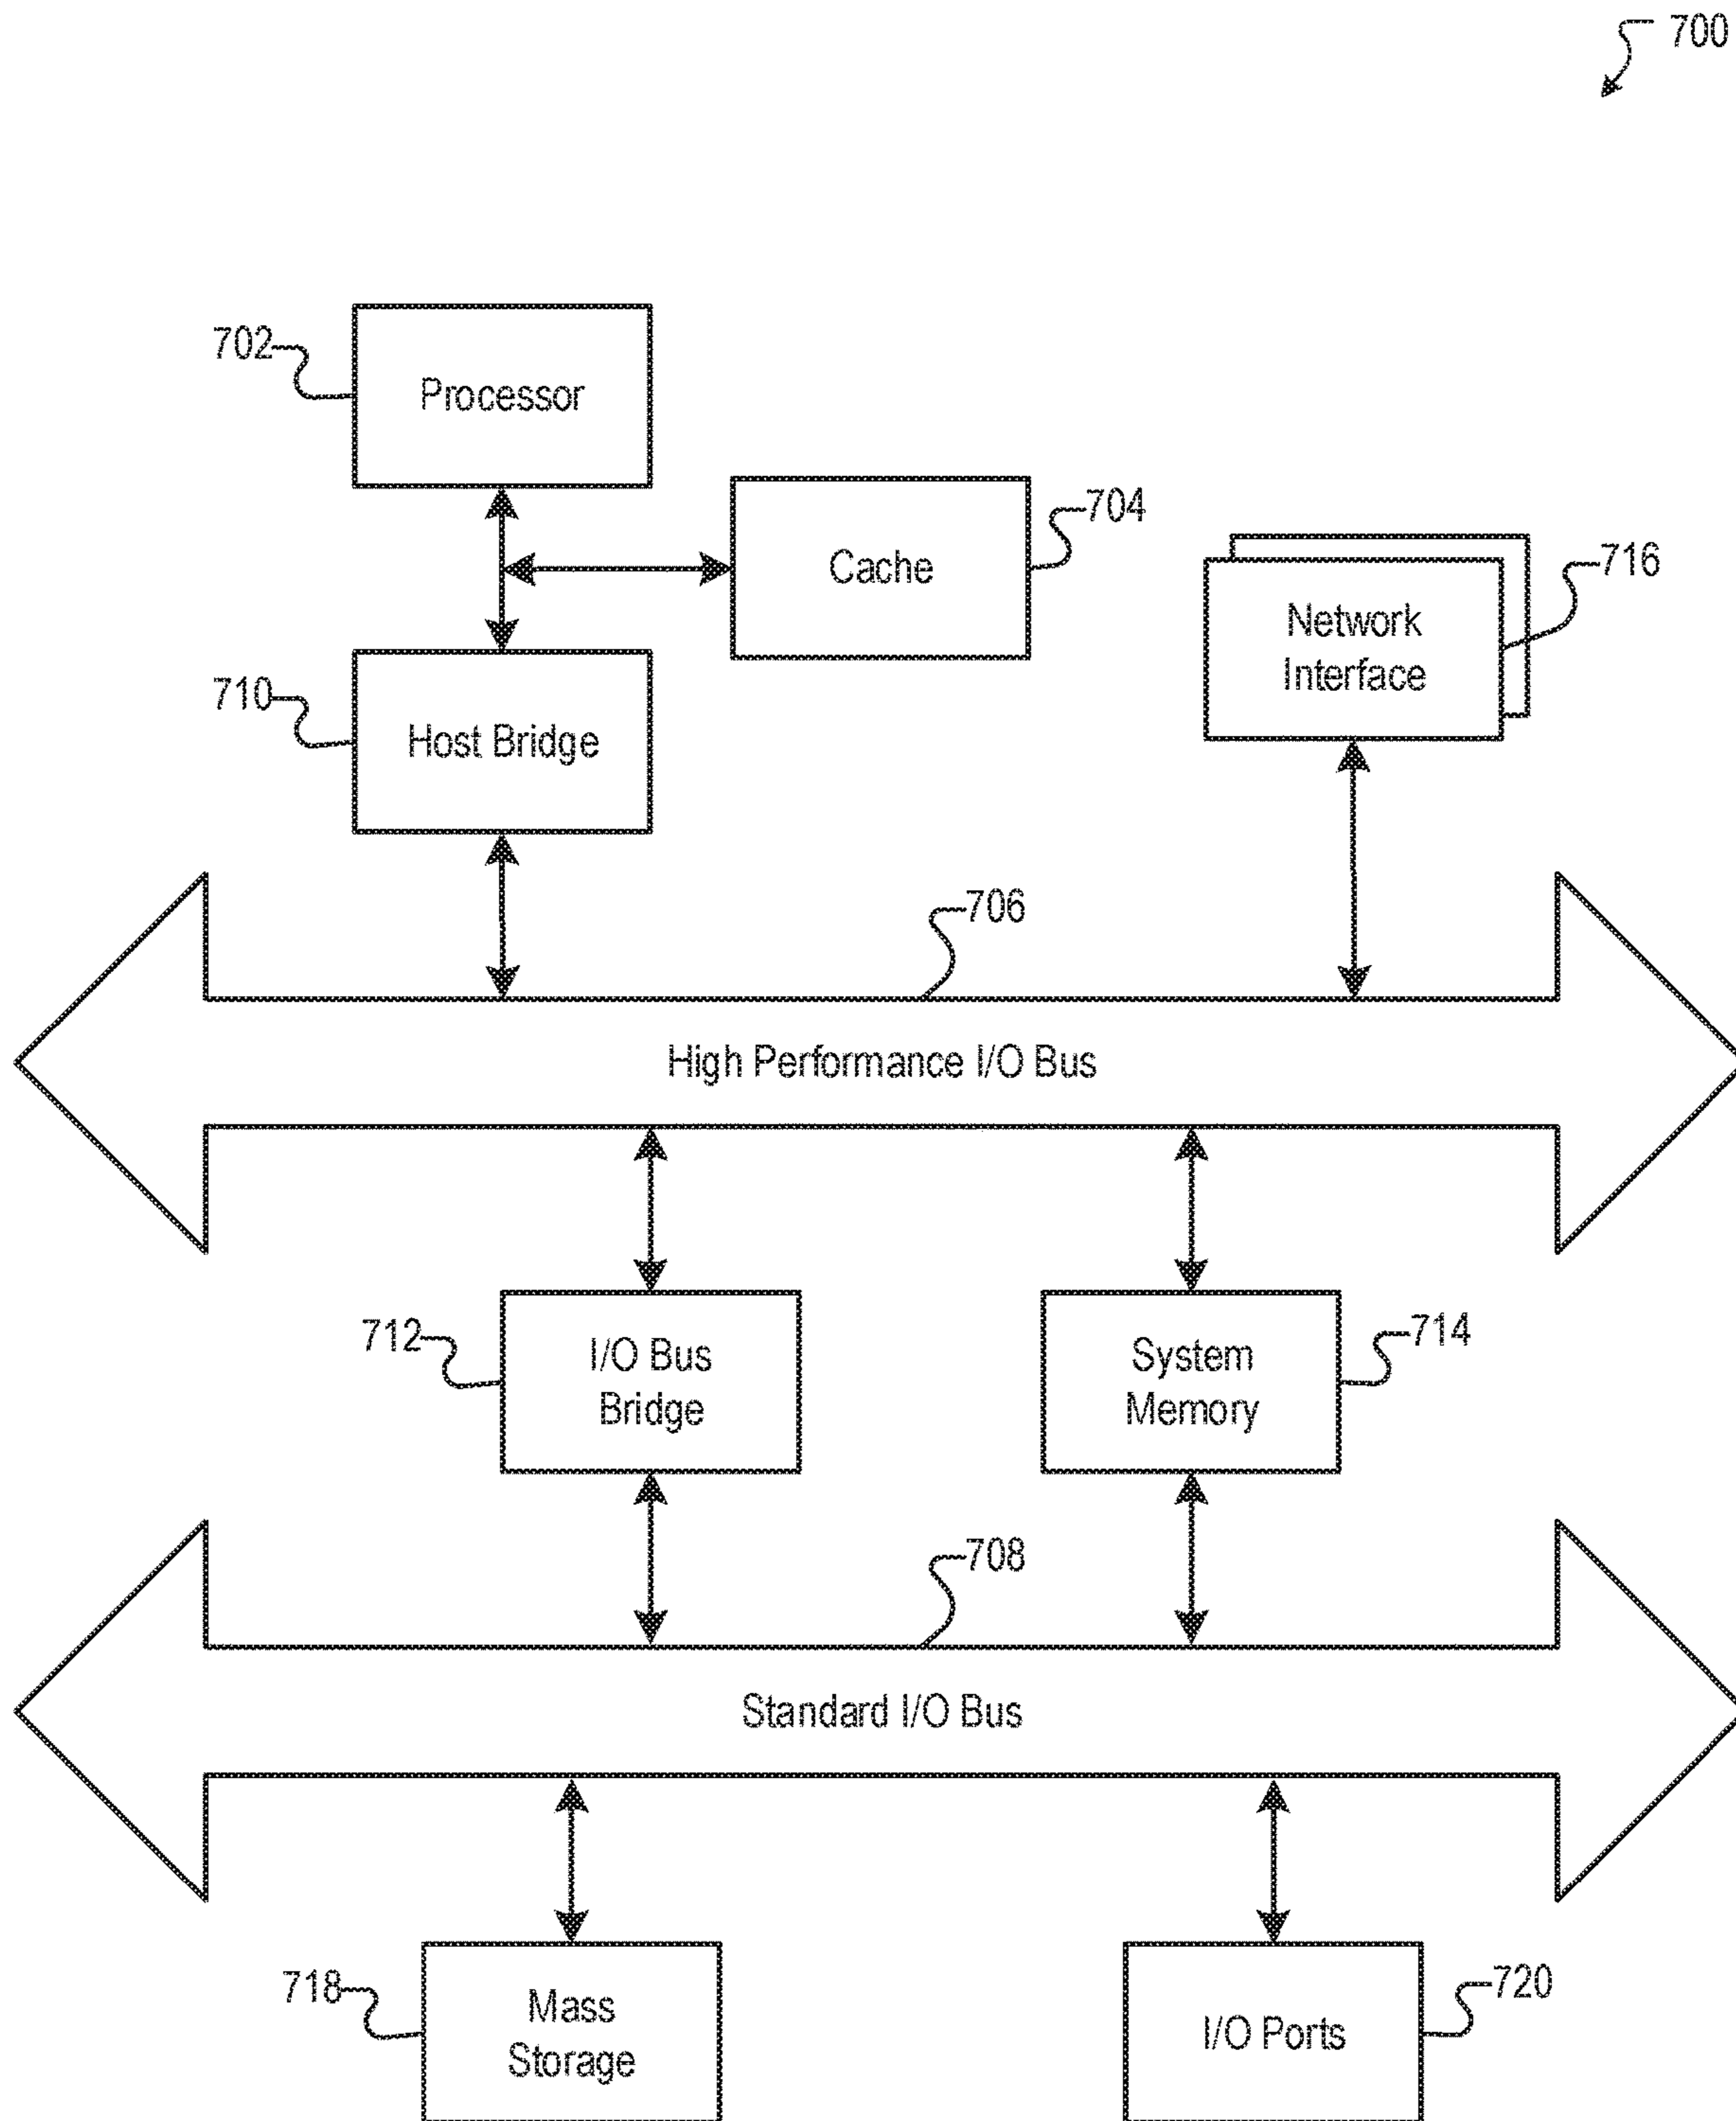 700
702
Processor
704
Cache
716
Network
Interface
710
Host Bridge
706
High Performance I/O Bus
712
I/O Bus
Bridge
714
System
Memory
708
Standard I/O Bus
718
Mass
Storage
720
I/O Ports